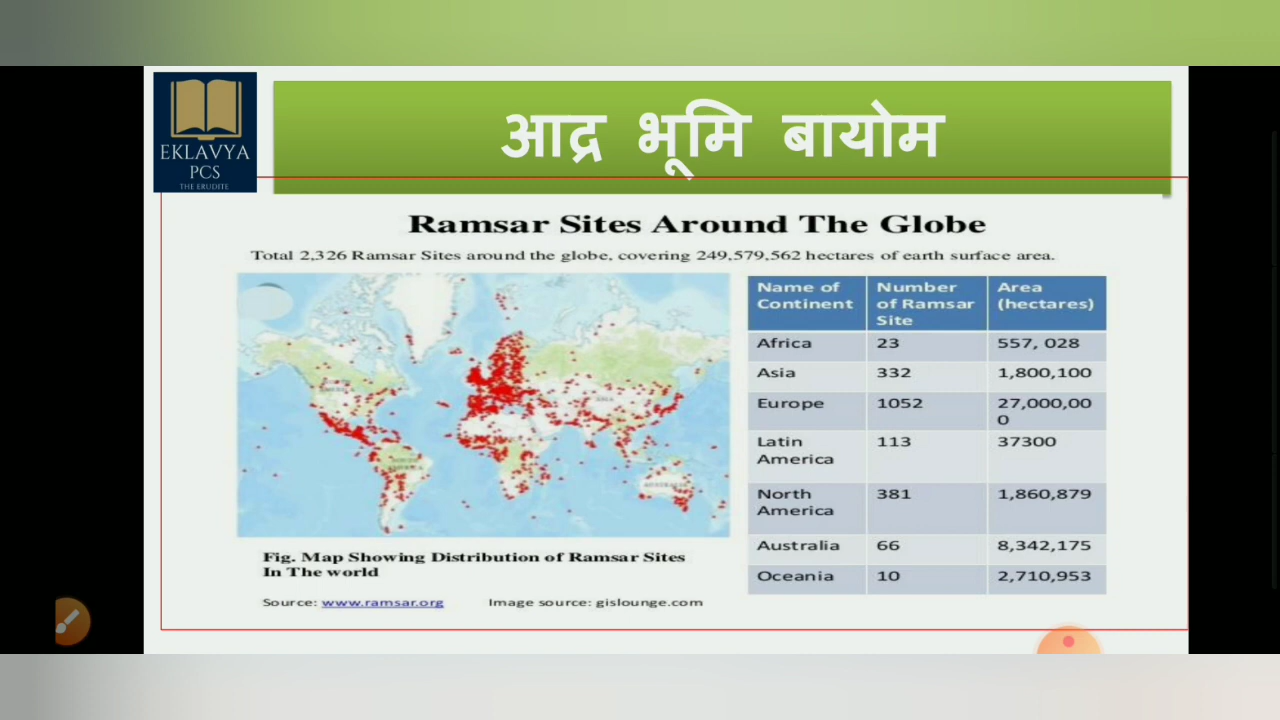 EKLAVYA
PCS
THE ERUDITE
आद्र भूमि बायोम
Ramsar Sites Around The Globe
Total 2,326 Ramsar Sites around the globe, covering 249,579,562 hectares of earth surface area.
Name of
Continent
Number
of Ramsar
Site
Area
(hectares)
Africa 23 557, 028
Asia 332 1,800,100
Europe 1052 27,000,00
0
Latin
America
113 37300
North
America
381 1,860,879
Australia 66 8,342,175
Oceania 10 2,710,953
ASIA
SOUTH
AMERICA
Fig. Map Showing Distribution of Ramsar Sites
In The world
Source: www.ramsar.org Image source: gislounge.com